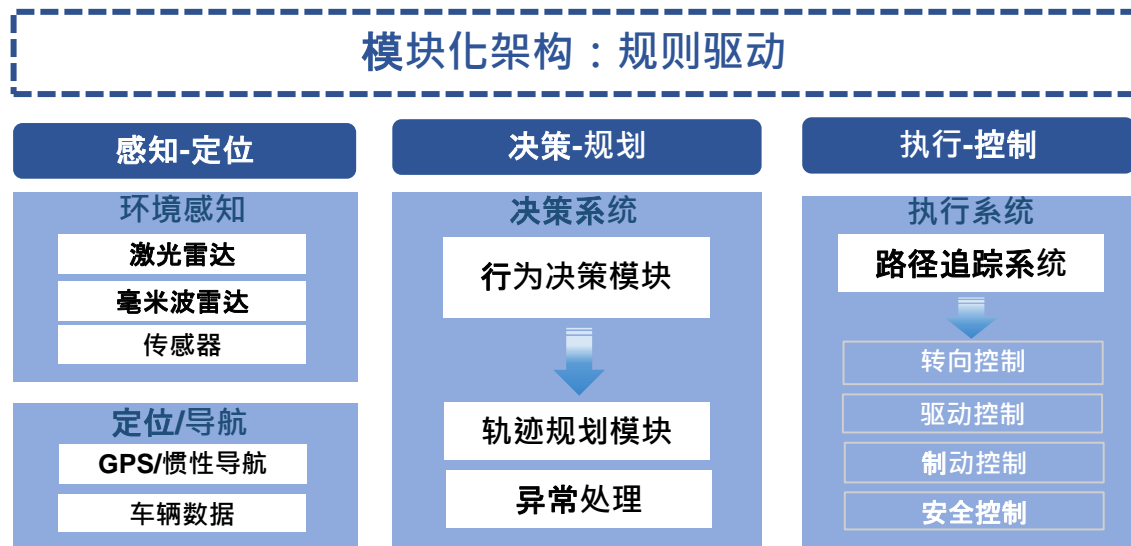 模块化架构：规则驱动
感知-定位
环境感知
激光雷达
毫米波雷达
传感器
定位/导航
GPS/惯性导航
车辆数据
决策-规划
决策系统
行为决策模块
轨迹规划模块
异常处理
执行-控制
执行系统
路径追踪系统
转向控制
驱动控制
制动控制
安全控制